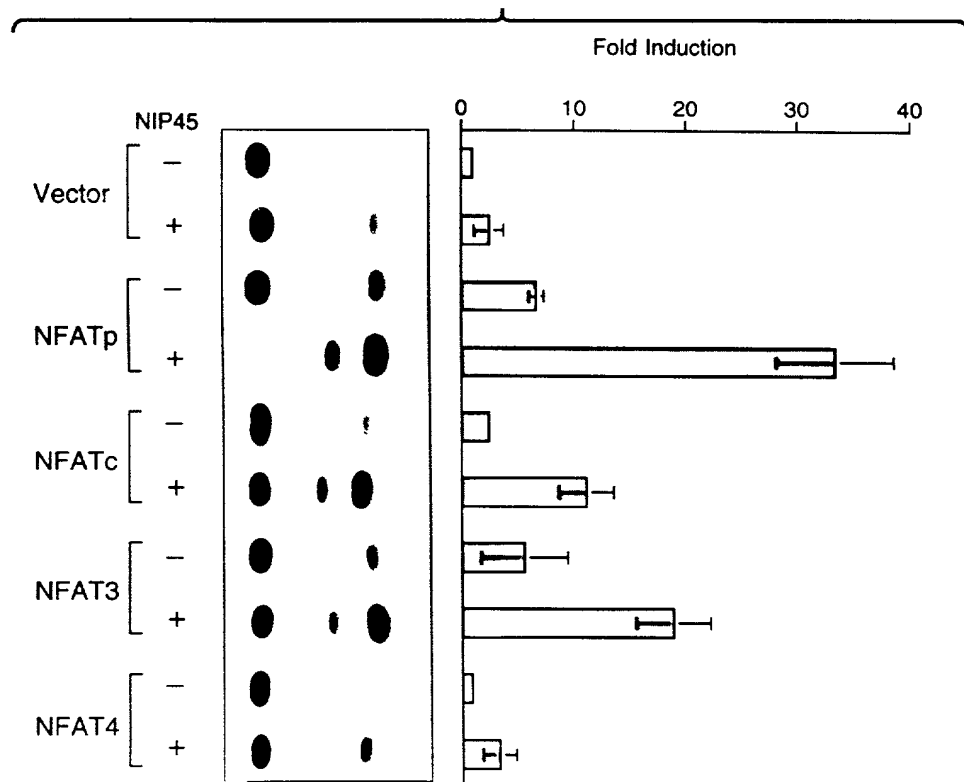 Fold Induction
0 10 20 30 40
NIP45
Vector
−
+
NFATp
−
+
NFATc
−
+
NFAT3
−
+
NFAT4
−
+